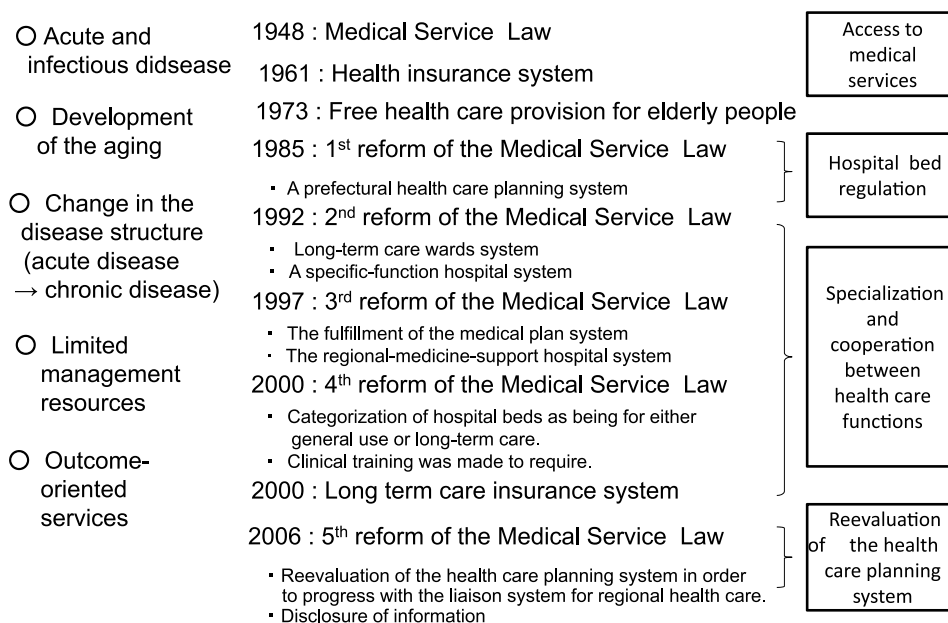 ○ Acute and
infectious didsease
○ Development
of the aging
○ Change in the
disease structure
(acute disease
→ chronic disease)
○ Limited
management
resources
○ Outcome-
oriented
services
1948 : Medical Service Law
1961 : Health insurance system
1973 : Free health care provision for elderly people
1985 : 1st reform of the Medical Service Law
・ A prefectural health care planning system
1992 : 2nd reform of the Medical Service Law
・ Long-term care wards system
・ A specific-function hospital system
1997 : 3rd reform of the Medical Service Law
・ The fulfillment of the medical plan system
・ The regional-medicine-support hospital system
2000 : 4th reform of the Medical Service Law
・ Categorization of hospital beds as being for either
general use or long-term care.
・ Clinical training was made to require.
2000 : Long term care insurance system
2006 : 5th reform of the Medical Service Law
・ Reevaluation of the health care planning system in order
to progress with the liaison system for regional health care.
・ Disclosure of information
Access to
medical
services
Hospital bed
regulation
Specialization
and
cooperation
between
health care
functions
Reevaluation
of the health
care planning
system